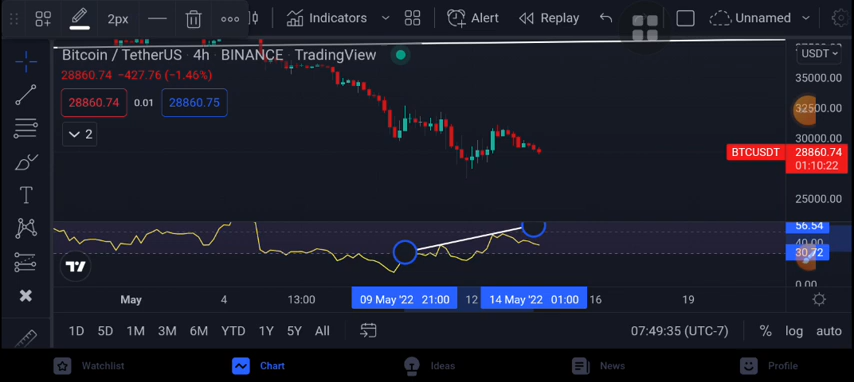 2px Indicators Alert Replay Unnamed
Bitcoin / TetherUS 4h BINANCE TradingView
USDT
28860.74 −427.76 (−1.46%)
35000.00
28860.74 0.01 28860.75
32500.00
2
30000.00
BTCUSDT 28860.74
01:10:22
25000.00
56.54
40.00
30.72
0.00
May 4 13:00 09 May '22 21:00 12 14 May '22 01:00 16 19
1D 5D 1M 3M 6M YTD 1Y 5Y All 07:49:35 (UTC-7) % log auto
Watchlist Chart Ideas News Profile